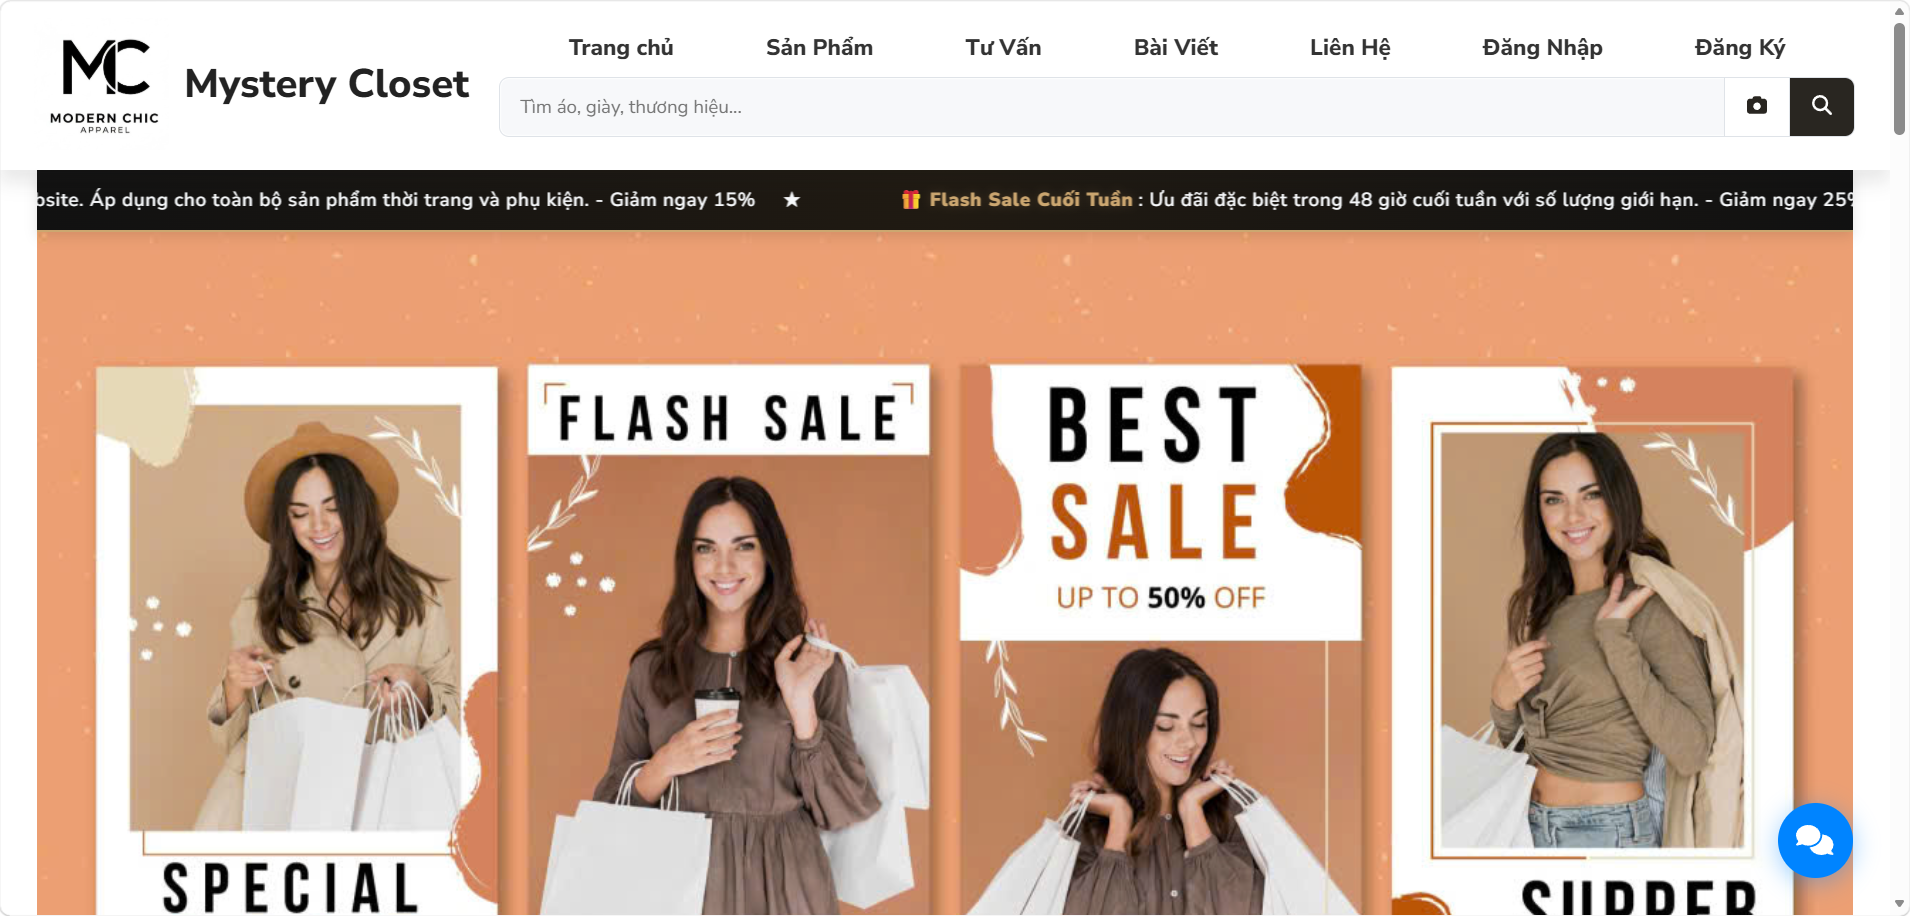 MC
MODERN CHIC
APPAREL
Mystery Closet
Trang chủ
Sản Phẩm
Tư Vấn
Bài Viết
Liên Hệ
Đăng Nhập
Đăng Ký
Tìm áo, giày, thương hiệu...
Áp dụng cho toàn bộ sản phẩm thời trang và phụ kiện. - Giảm ngay 15% ★ 🎁 Flash Sale Cuối Tuần : Ưu đãi đặc biệt trong 48 giờ cuối tuần với số lượng giới hạn. - Giảm ngay 25%
FLASH SALE
BEST
SALE
UP TO 50% OFF
SPECIAL
SUPPER